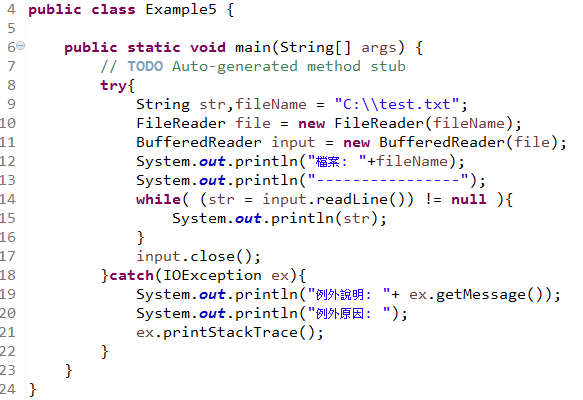 4 public class Example5 {
5
6 public static void main(String[] args) {
7 // TODO Auto-generated method stub
8 try{
9 String str,fileName = "C:\\test.txt";
10 FileReader file = new FileReader(fileName);
11 BufferedReader input = new BufferedReader(file);
12 System.out.println("檔案: "+fileName);
13 System.out.println("----------------");
14 while( (str = input.readLine()) != null ){
15 System.out.println(str);
16 }
17 input.close();
18 }catch(IOException ex){
19 System.out.println("例外說明: "+ ex.getMessage());
20 System.out.println("例外原因: ");
21 ex.printStackTrace();
22 }
23 }
24 }